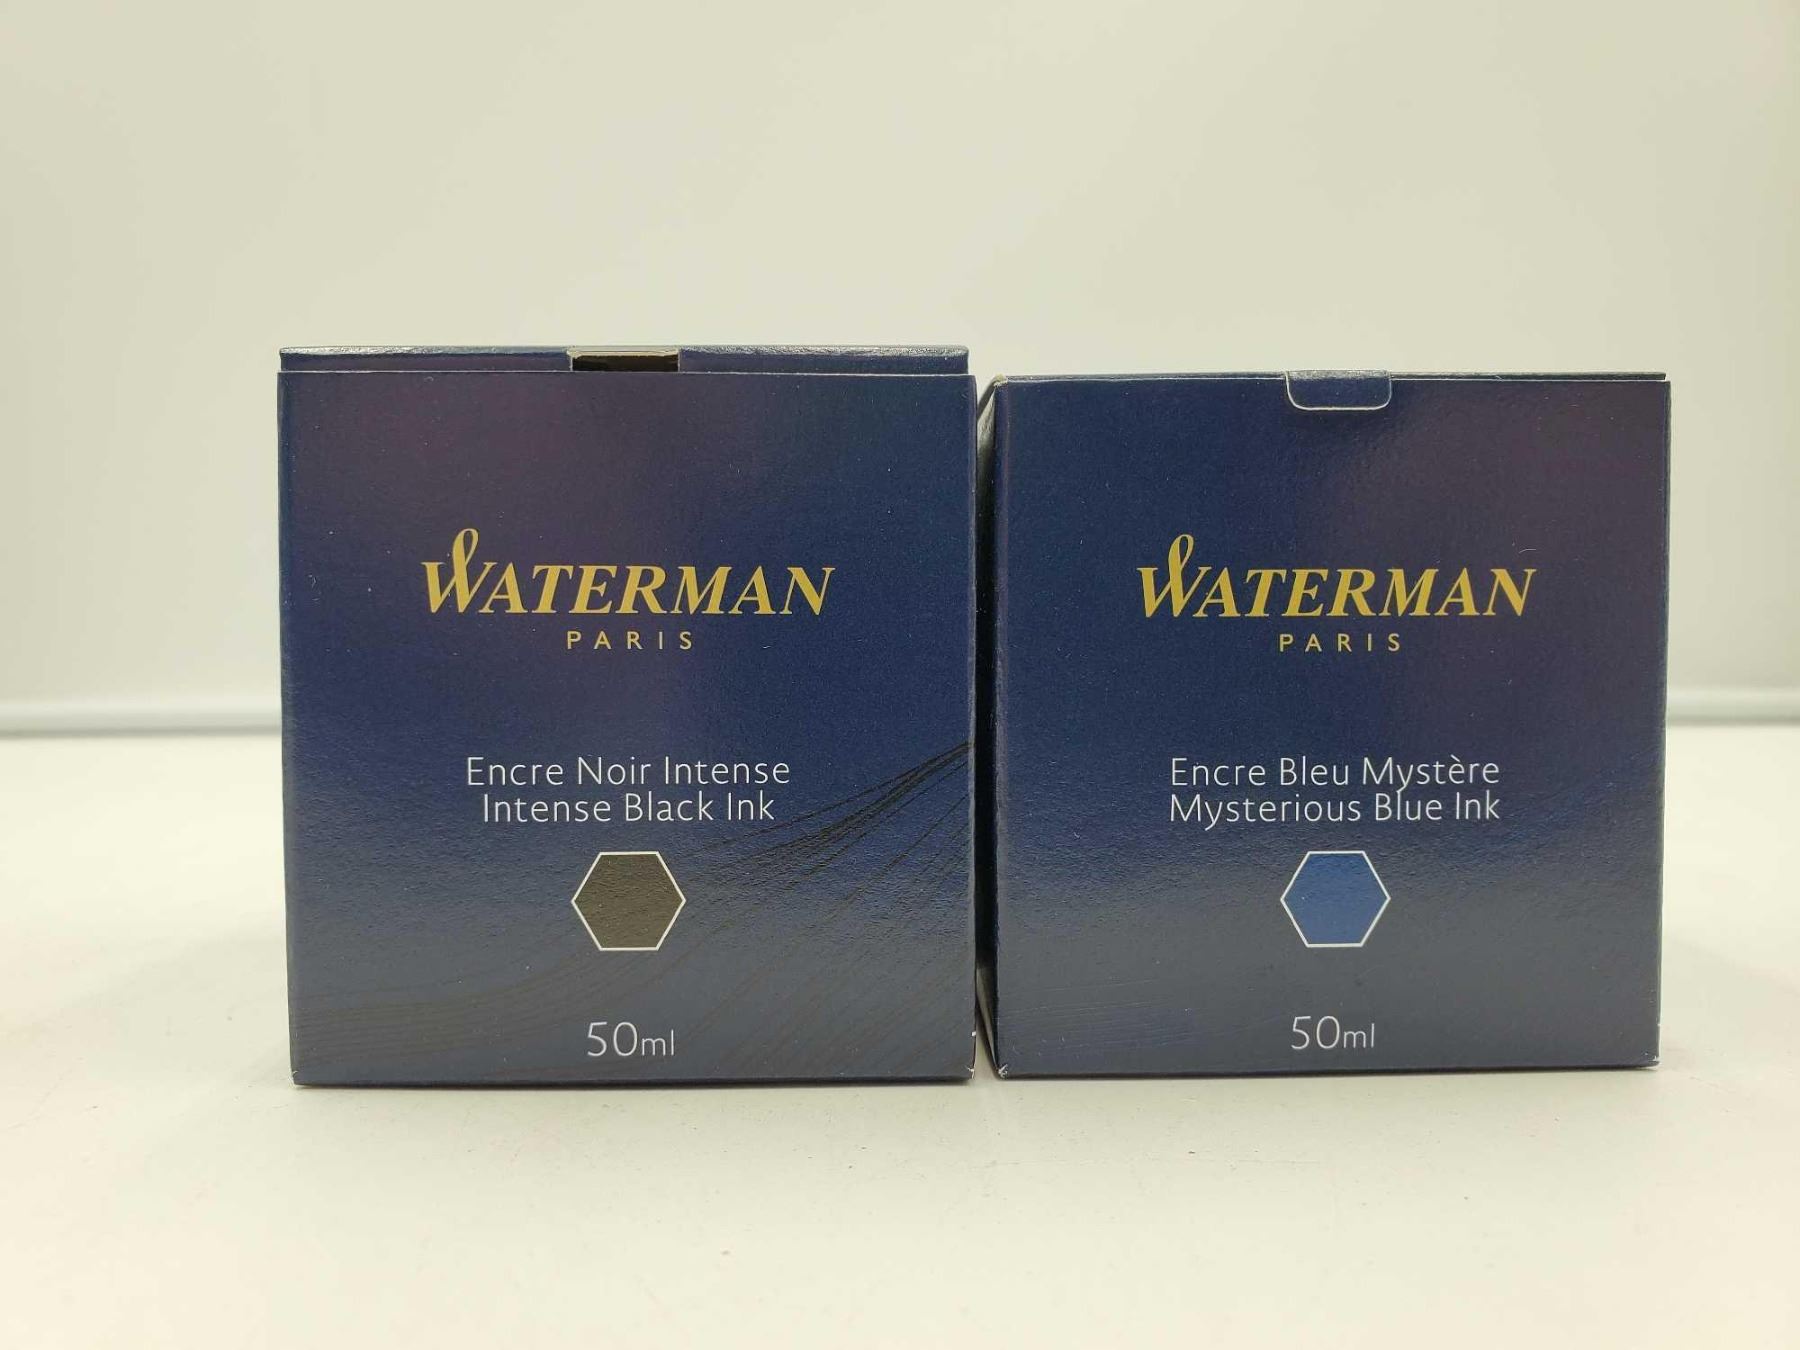 WATERMAN
PARIS
Encre Noir Intense
Intense Black Ink
50ml
WATERMAN
PARIS
Encre Bleu Mystère
Mysterious Blue Ink
50ml